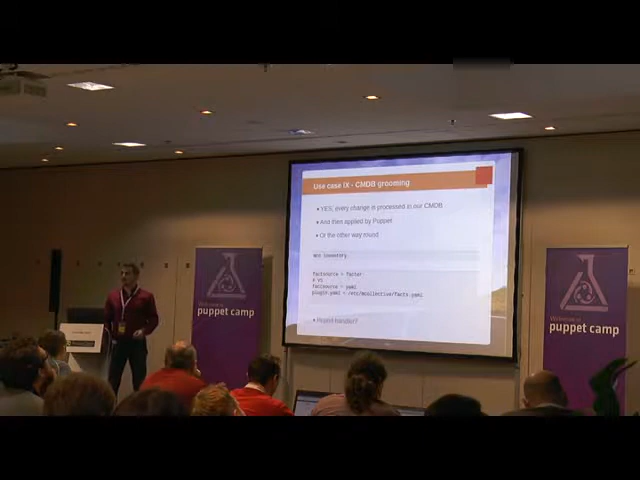 Use case IX - CMDB grooming
• YES, every change is processed in our CMDB
• And then applied by Puppet
• Or the other way round
factsource = facter
# vs
factsource = yaml
plugin.yaml = /etc/mcollective/facts.yaml
Welcome to
puppet camp
Welcome to
puppet camp